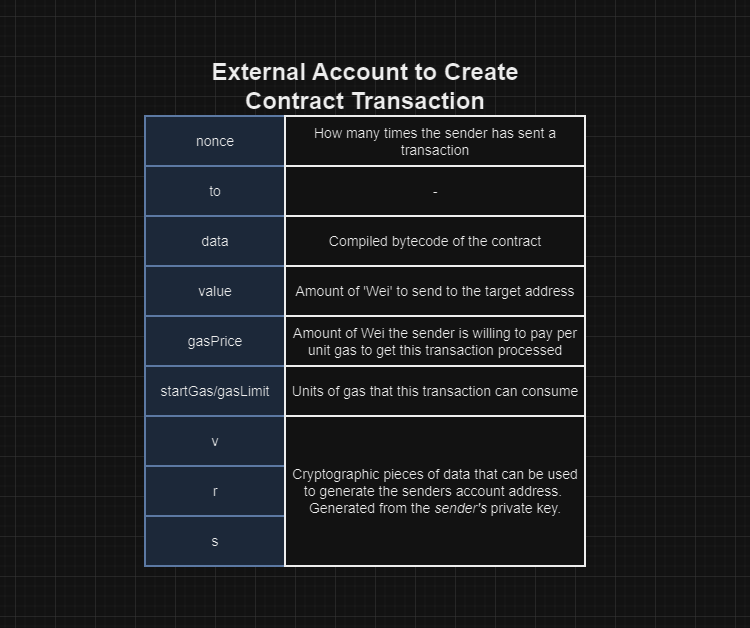 External Account to Create
Contract Transaction
nonce
How many times the sender has sent a
transaction
to
-
data
Compiled bytecode of the contract
value
Amount of 'Wei' to send to the target address
gasPrice
Amount of Wei the sender is willing to pay per
unit gas to get this transaction processed
startGas/gasLimit
Units of gas that this transaction can consume
v
r
s
Cryptographic pieces of data that can be used
to generate the senders account address.
Generated from the sender's private key.